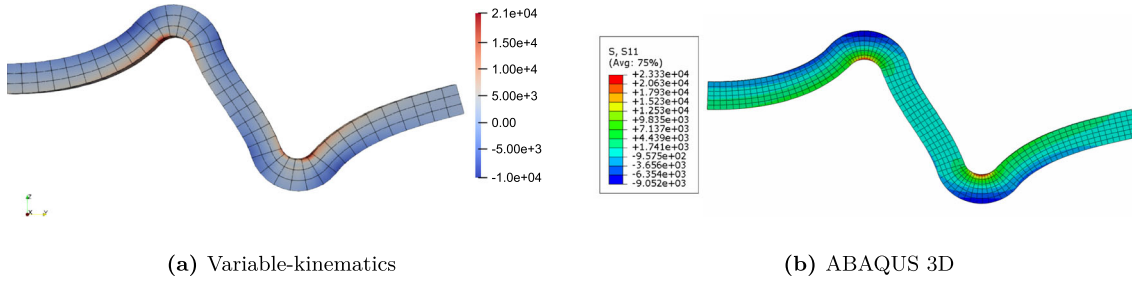 2.1e+04
1.50e+4
1.00e+4
5.00e+3
0.00
-5.00e+3
-1.0e+04
Z
X
Y
S, S11
(Avg: 75%)
+2.333e+04
+2.063e+04
+1.793e+04
+1.523e+04
+1.253e+04
+9.835e+03
+7.137e+03
+4.439e+03
+1.741e+03
-9.575e+02
-3.656e+03
-6.354e+03
-9.052e+03
(a) Variable-kinematics
(b) ABAQUS 3D